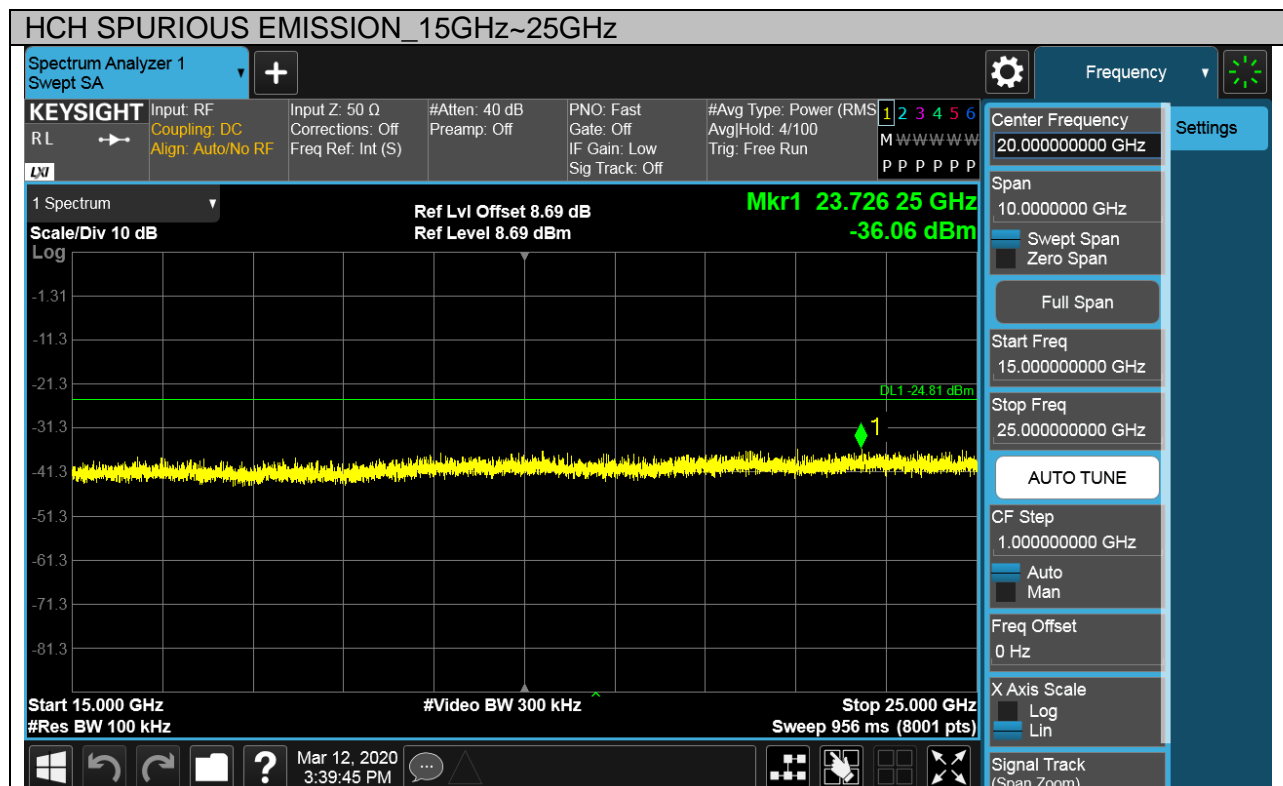 HCH SPURIOUS EMISSION_15GHz~25GHz
Spectrum Analyzer 1
Swept SA
Frequency
KEYSIGHT
RL
LXI
Input: RF
Coupling: DC
Align: Auto/No RF
Input Z: 50 Ω
Corrections: Off
Freq Ref: Int (S)
#Atten: 40 dB
Preamp: Off
PNO: Fast
Gate: Off
IF Gain: Low
Sig Track: Off
#Avg Type: Power (RMS
Avg|Hold: 4/100
Trig: Free Run
1 2 3 4 5 6
M W W W W W
P P P P P P
1 Spectrum
Scale/Div 10 dB
Ref Lvl Offset 8.69 dB
Ref Level 8.69 dBm
Mkr1 23.726 25 GHz
-36.06 dBm
Log
-1.31
-11.3
-21.3
-31.3
-41.3
-51.3
-61.3
-71.3
-81.3
DL1 -24.81 dBm
1
Start 15.000 GHz
#Res BW 100 kHz
#Video BW 300 kHz
Stop 25.000 GHz
Sweep 956 ms (8001 pts)
Mar 12, 2020
3:39:45 PM
Center Frequency
20.000000000 GHz
Span
10.0000000 GHz
Swept Span
Zero Span
Full Span
Start Freq
15.000000000 GHz
Stop Freq
25.000000000 GHz
AUTO TUNE
CF Step
1.000000000 GHz
Auto
Man
Freq Offset
0 Hz
X Axis Scale
Log
Lin
Signal Track
(Span Zoom)
Settings